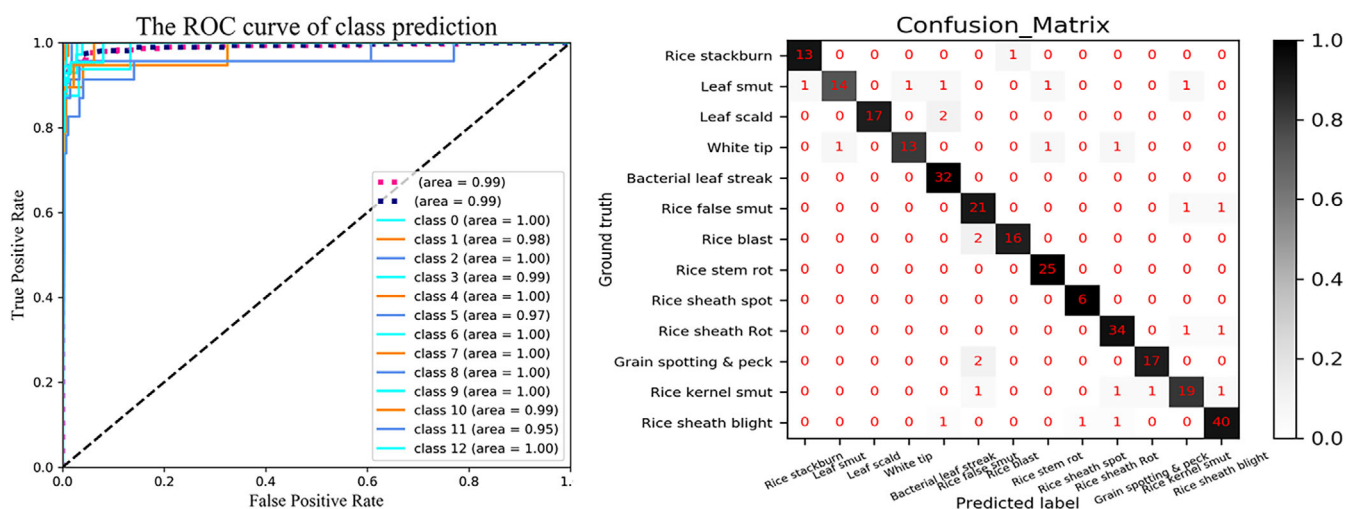 The ROC curve of class prediction
1.0
0.8
0.6
0.4
0.2
0.0
True Positive Rate
0.0 0.2 0.4 0.6 0.8 1.
False Positive Rate
(area = 0.99)
(area = 0.99)
class 0 (area = 1.00)
class 1 (area = 0.98)
class 2 (area = 1.00)
class 3 (area = 0.99)
class 4 (area = 1.00)
class 5 (area = 0.97)
class 6 (area = 1.00)
class 7 (area = 1.00)
class 8 (area = 1.00)
class 9 (area = 1.00)
class 10 (area = 0.99)
class 11 (area = 0.95)
class 12 (area = 1.00)
Confusion_Matrix
Ground truth
Rice stackburn 13 0 0 0 0 0 1 0 0 0 0 0 0
Leaf smut 1 14 0 1 1 0 0 1 0 0 0 1 0
Leaf scald 0 0 17 0 2 0 0 0 0 0 0 0 0
White tip 0 1 0 13 0 0 0 1 0 1 0 0 0
Bacterial leaf streak 0 0 0 0 32 0 0 0 0 0 0 0 0
Rice false smut 0 0 0 0 0 21 0 0 0 0 0 1 1
Rice blast 0 0 0 0 0 2 16 0 0 0 0 0 0
Rice stem rot 0 0 0 0 0 0 0 25 0 0 0 0 0
Rice sheath spot 0 0 0 0 0 0 0 0 6 0 0 0 0
Rice sheath Rot 0 0 0 0 0 0 0 0 0 34 0 1 1
Grain spotting & peck 0 0 0 0 0 2 0 0 0 0 17 0 0
Rice kernel smut 0 0 0 0 0 1 0 0 0 1 1 19 1
Rice sheath blight 0 0 0 0 1 0 0 0 1 1 0 0 40
Rice stackburn
Leaf smut
Leaf scald
White tip
Bacterial leaf streak
Rice false smut
Rice blast
Rice stem rot
Rice sheath spot
Rice sheath Rot
Grain spotting & peck
Rice kernel smut
Rice sheath blight
Predicted label
1.0
0.8
0.6
0.4
0.2
0.0